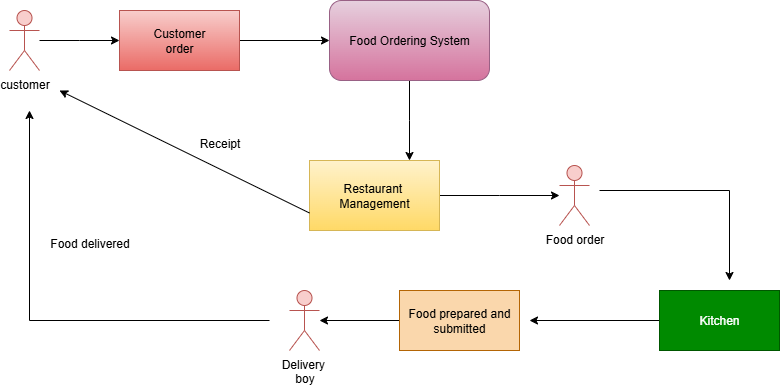 customer
Customer
order
Food Ordering System
Receipt
Restaurant
Management
Food order
Food delivered
Delivery
boy
Food prepared and
submitted
Kitchen